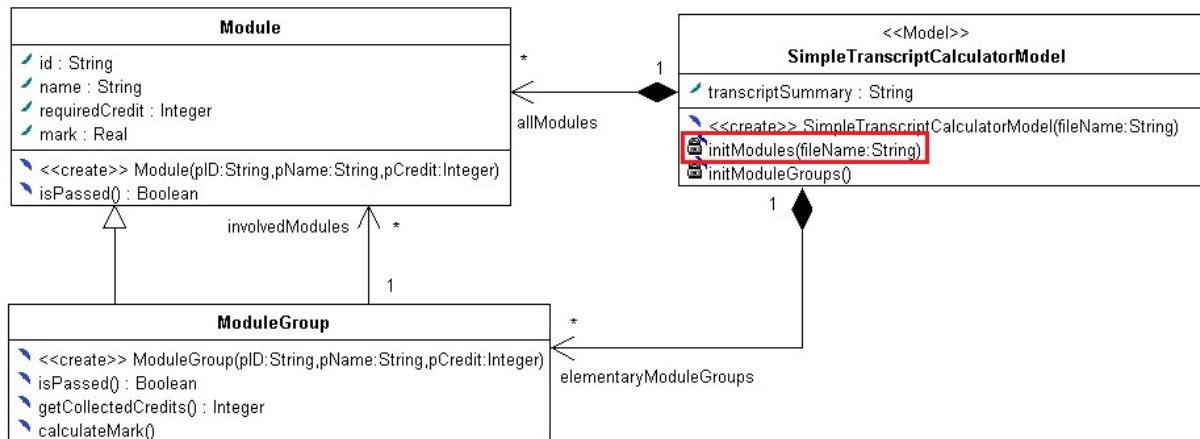 Module
id : String
name : String
requiredCredit : Integer
mark : Real
<<create>> Module(pID:String,pName:String,pCredit:Integer)
isPassed() : Boolean
<<Model>>
SimpleTranscriptCalculatorModel
transcriptSummary : String
<<create>> SimpleTranscriptCalculatorModel(fileName:String)
initModules(fileName:String)
initModuleGroups()
*
1
allModules
1
involvedModules
*
1
ModuleGroup
<<create>> ModuleGroup(pID:String,pName:String,pCredit:Integer)
isPassed() : Boolean
getCollectedCredits() : Integer
calculateMark()
*
elementaryModuleGroups